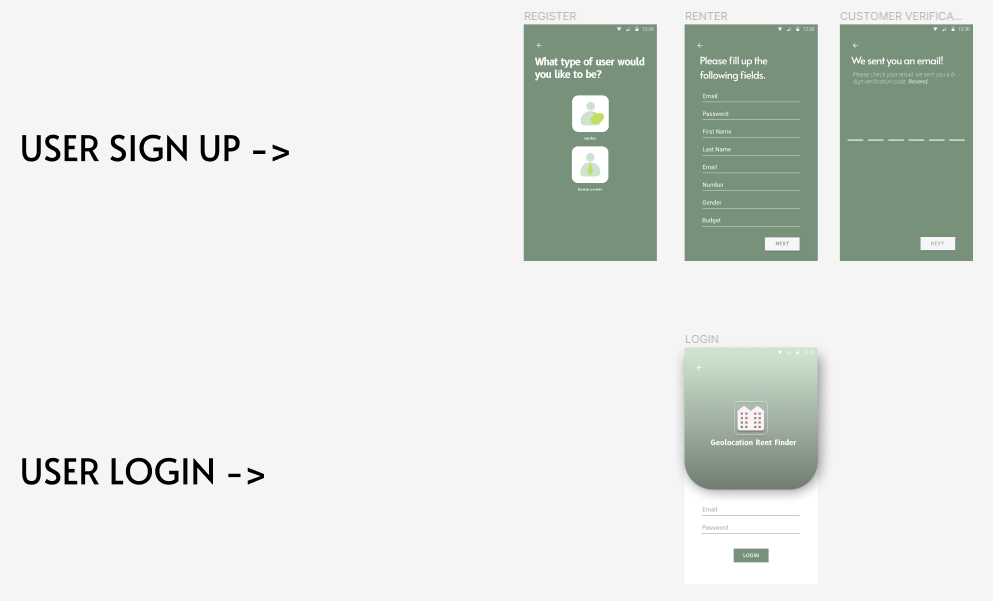 REGISTER
RENTER
CUSTOMER VERIFICA...
12:30
12:30
12:30
What type of user would
you like to be?
renter
home owner
Please fill up the
following fields.
Email
Password
First Name
Last Name
Email
Number
Gender
Budget
NEXT
We sent you an email!
Please check your email, we sent you a 6-
digit verification code. Resend
NEXT
USER SIGN UP ->
LOGIN
12:30
Geolocation Rent Finder
Email
Password
LOGIN
USER LOGIN ->